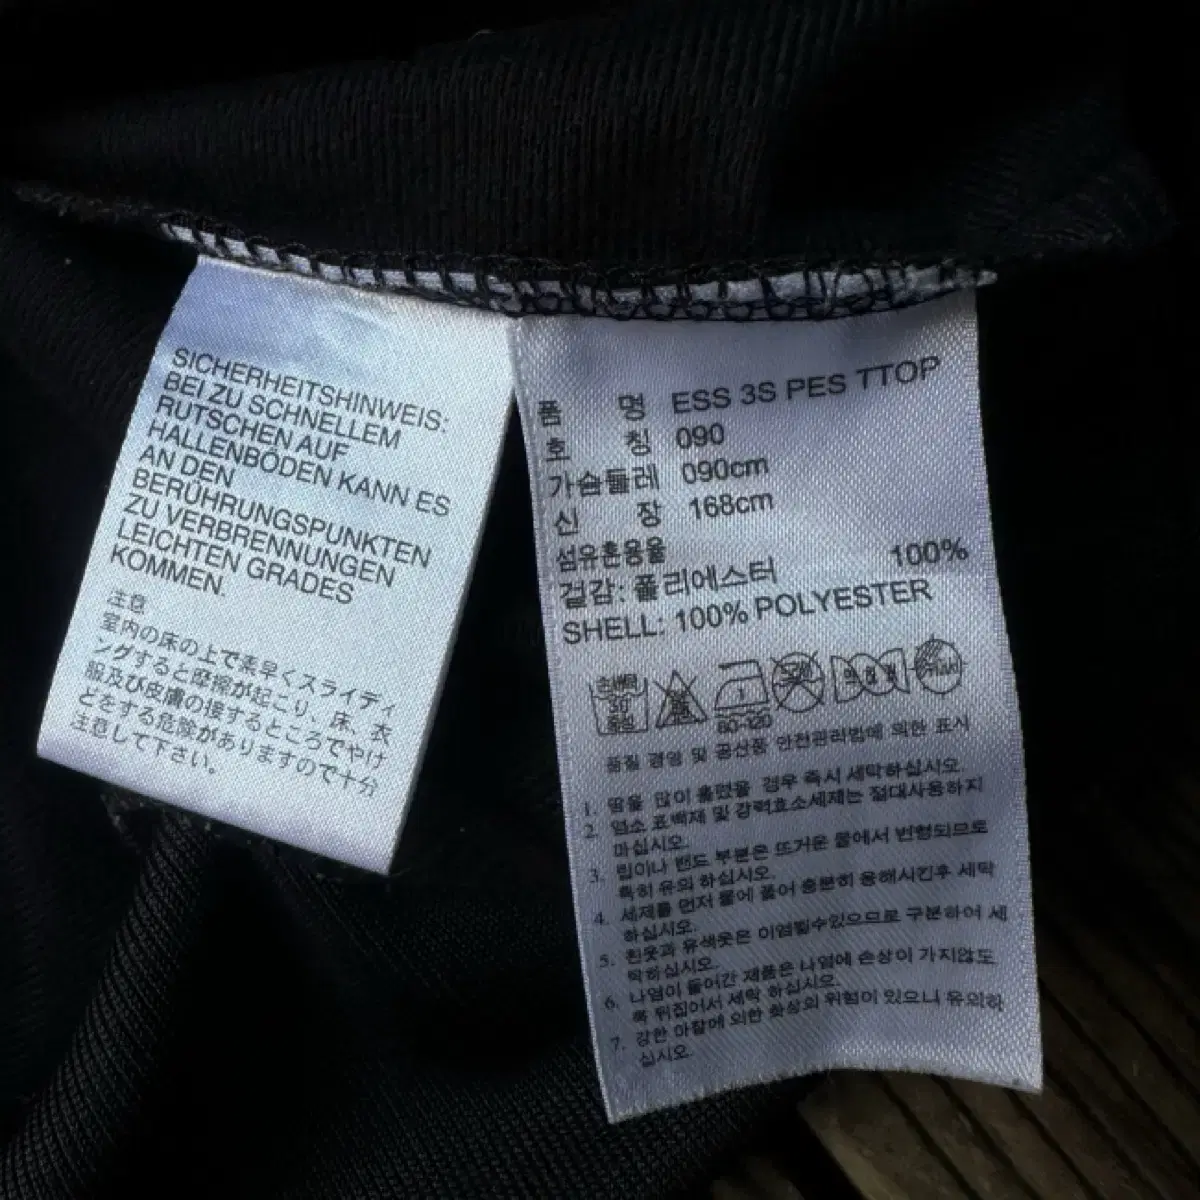 SICHERHEITSHINWEIS:
BEI ZU SCHNELLEM
RUTSCHEN AUF
HALLENBÖDEN KANN ES
AN DEN
BERÜHRUNGSPUNKTEN
ZU VERBRENNUNGEN
LEICHTEN GRADES
KOMMEN.
注意
室内の床の上で素早くスライディ
ングすると摩擦が起こり、床、衣
服及び皮膚の接するところでやけ
どをする危険がありますので十分
注意して下さい。
품 명 ESS 3S PES TTOP
호 칭 090
가슴둘레 090cm
신 장 168cm
섬유혼용율
겉감: 폴리에스터 100%
SHELL: 100% POLYESTER
손세탁
30
중성
1
80-120
품질 경영 및 공산품 안전관리법에 의한 표시
1. 땀을 많이 흘렸을 경우 즉시 세탁하십시오.
2. 염소 표백제 및 강력효소세제는 절대사용하지
마십시오.
3. 립이나 밴드 부분은 뜨거운 물에서 변형되므로
특히 유의 하십시오.
4. 세제를 먼저 물에 풀어 충분히 용해시킨후 세탁
하십시오.
5. 흰옷과 유색옷은 이염될수있으므로 구분하여 세
탁하십시오.
6. 나염이 들어간 제품은 나염에 손상이 가지않도
록 뒤집어서 세탁 하십시오.
7. 강한 마찰에 의한 화상의 위험이 있으니 유의하
십시오.